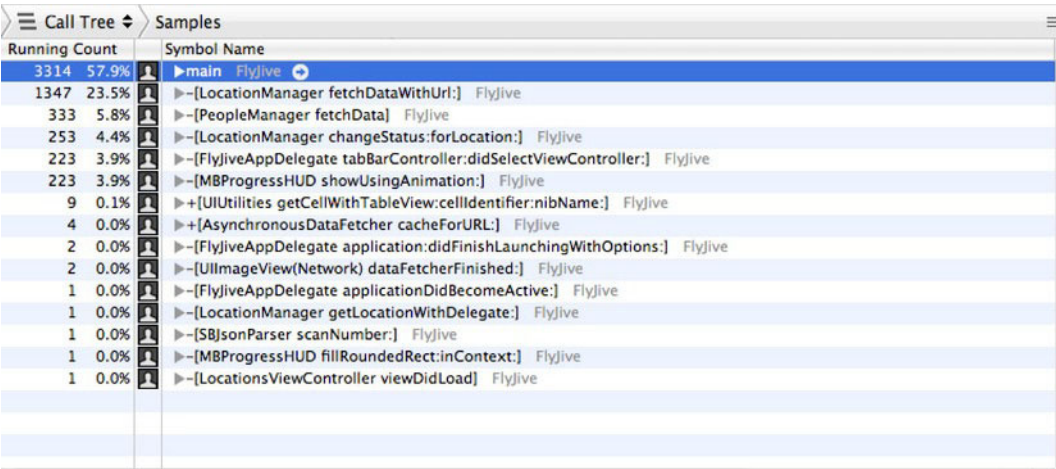 Call Tree Samples
Running Count Symbol Name
3314 57.9% main FlyJive
1347 23.5% -[LocationManager fetchDataWithUrl:] FlyJive
333 5.8% -[PeopleManager fetchData] FlyJive
253 4.4% -[LocationManager changeStatus:forLocation:] FlyJive
223 3.9% -[FlyJiveAppDelegate tabBarController:didSelectViewController:] FlyJive
223 3.9% -[MBProgressHUD showUsingAnimation:] FlyJive
9 0.1% +[UIUtilities getCellWithTableView:cellIdentifier:nibName:] FlyJive
4 0.0% +[AsynchronousDataFetcher cacheForURL:] FlyJive
2 0.0% -[FlyJiveAppDelegate application:didFinishLaunchingWithOptions:] FlyJive
2 0.0% -[UIImageView(Network) dataFetcherFinished:] FlyJive
1 0.0% -[FlyJiveAppDelegate applicationDidBecomeActive:] FlyJive
1 0.0% -[LocationManager getLocationWithDelegate:] FlyJive
1 0.0% -[SBJsonParser scanNumber:] FlyJive
1 0.0% -[MBProgressHUD fillRoundedRect:inContext:] FlyJive
1 0.0% -[LocationsViewController viewDidLoad] FlyJive